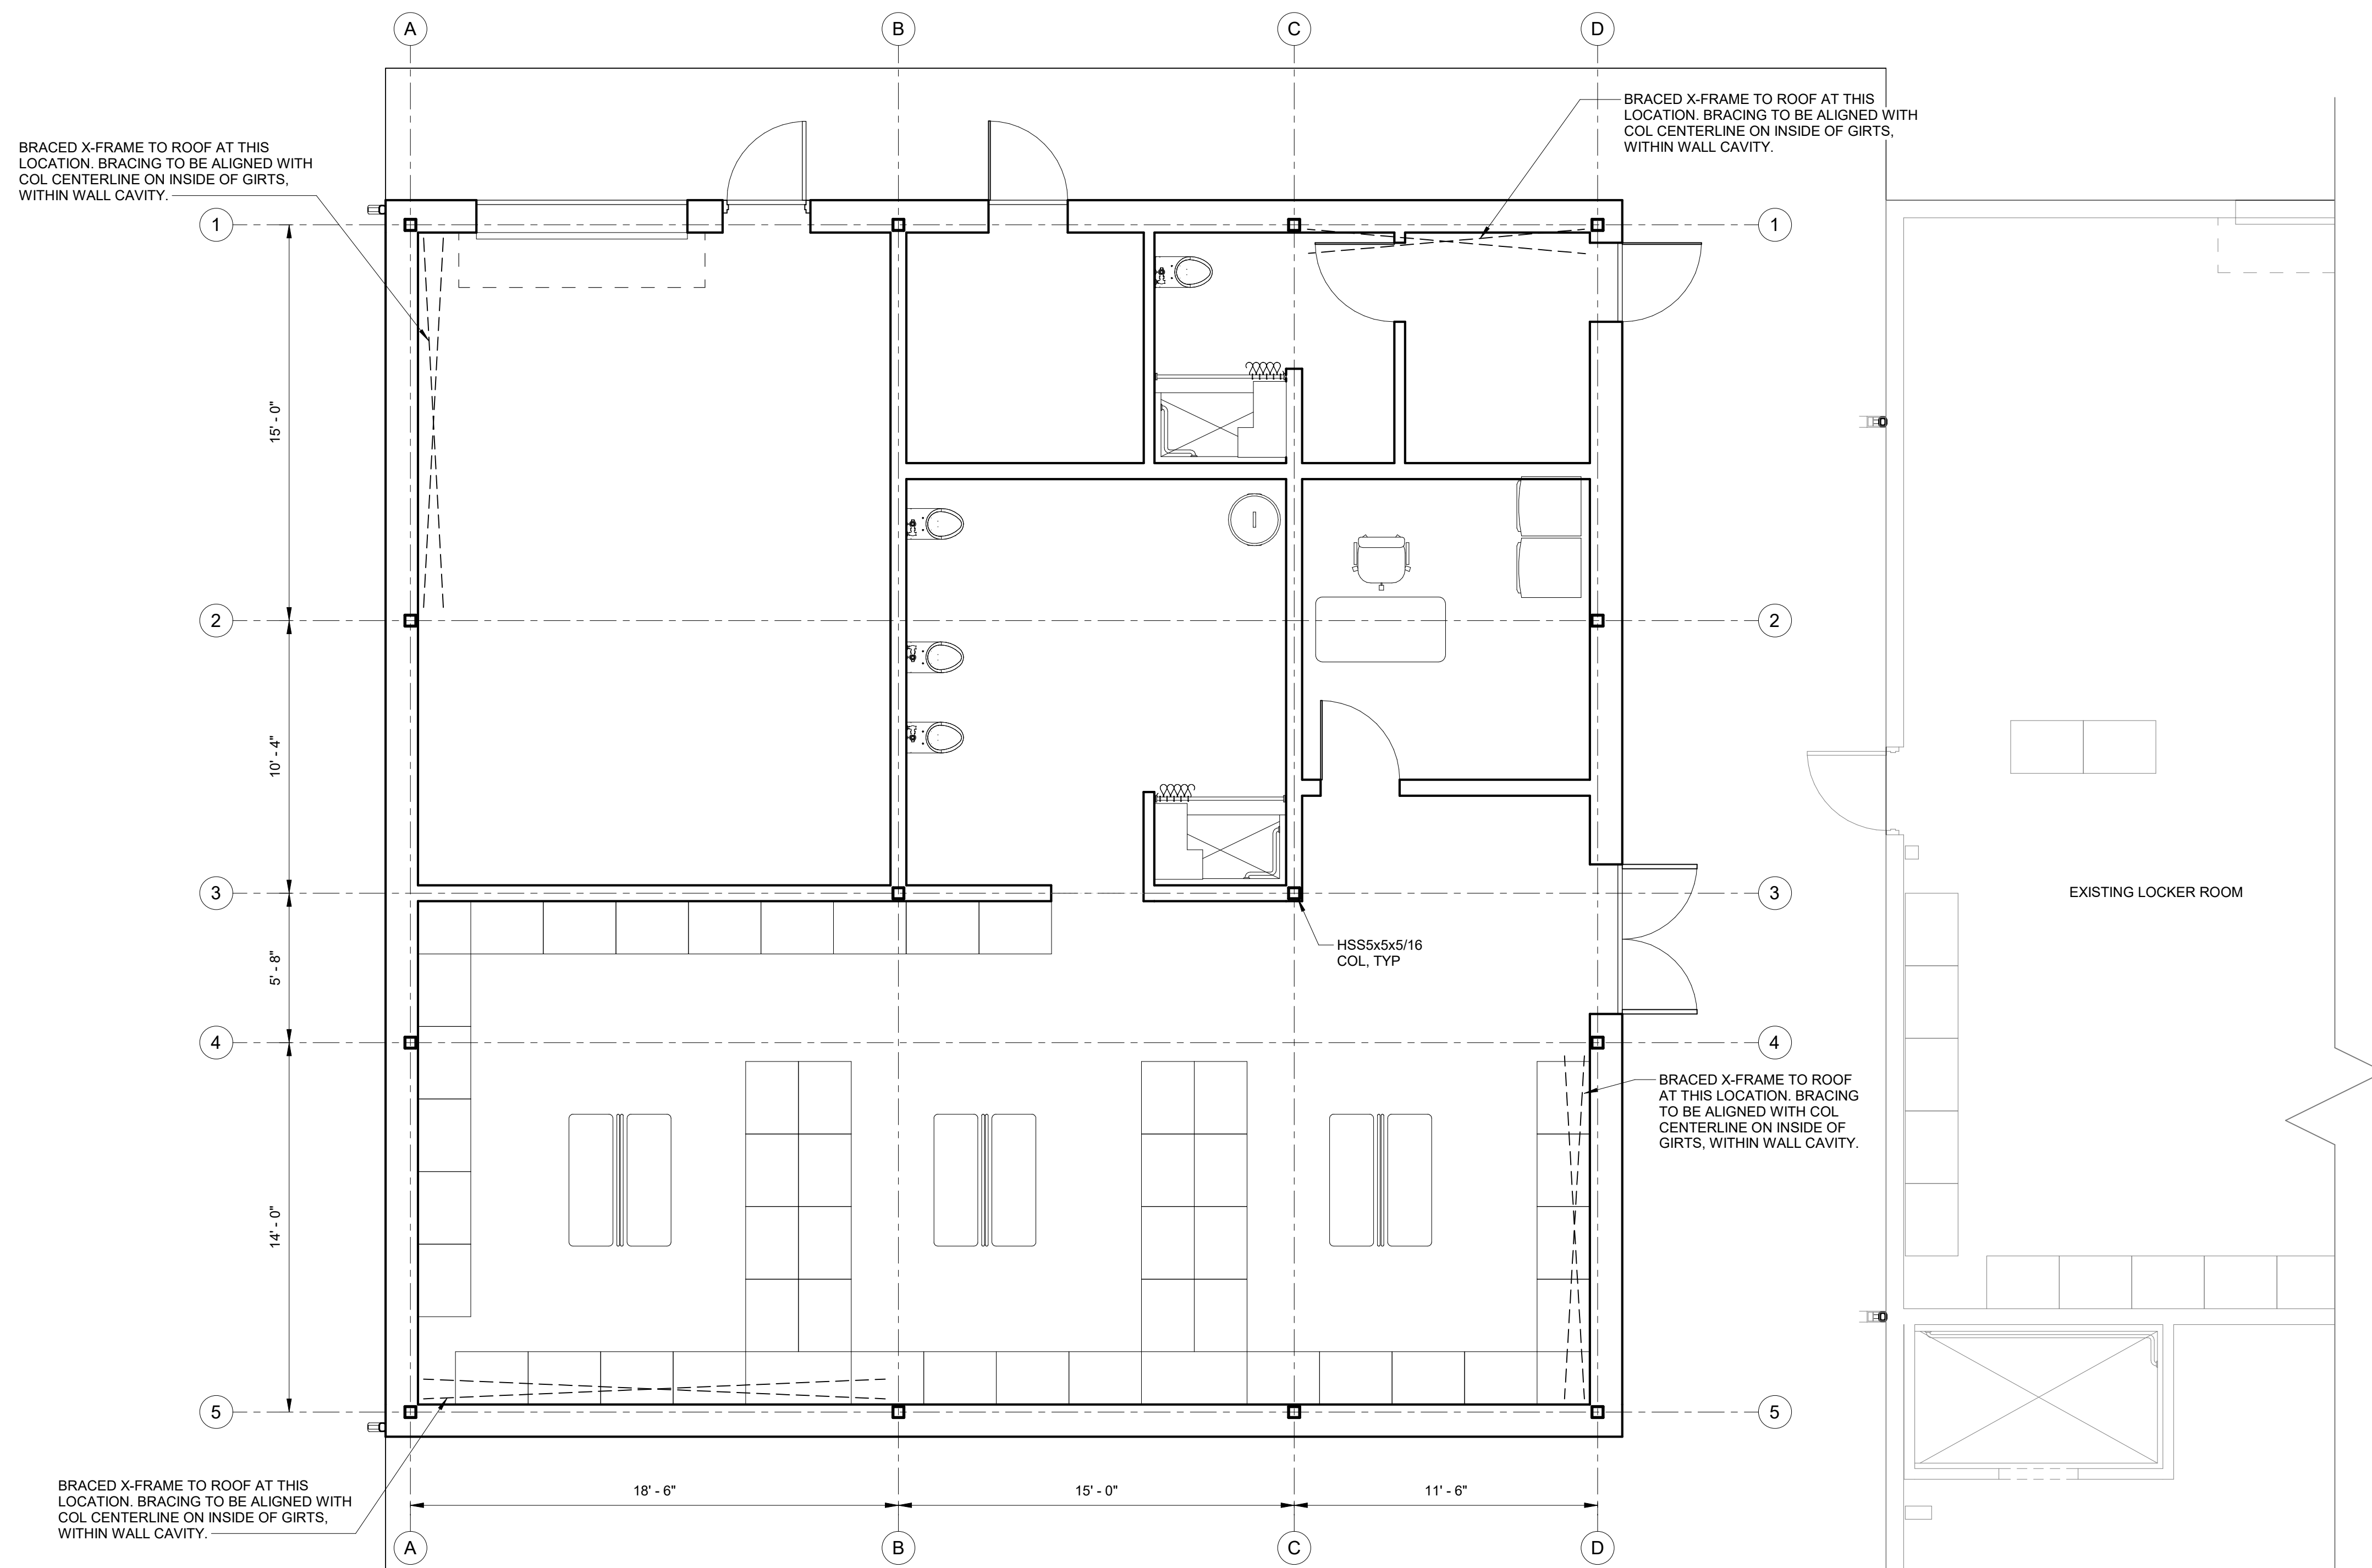 A
B
C
D
BRACED X-FRAME TO ROOF AT THIS
LOCATION. BRACING TO BE ALIGNED WITH
COL CENTERLINE ON INSIDE OF GIRTS,
WITHIN WALL CAVITY.
BRACED X-FRAME TO ROOF AT THIS
LOCATION. BRACING TO BE ALIGNED WITH
COL CENTERLINE ON INSIDE OF GIRTS,
WITHIN WALL CAVITY.
1
1
15' - 0"
2
2
10' - 4"
3
3
EXISTING LOCKER ROOM
HSS5x5x5/16
COL, TYP
5' - 8"
4
4
BRACED X-FRAME TO ROOF
AT THIS LOCATION. BRACING
TO BE ALIGNED WITH COL
CENTERLINE ON INSIDE OF
GIRTS, WITHIN WALL CAVITY.
14' - 0"
5
5
BRACED X-FRAME TO ROOF AT THIS
LOCATION. BRACING TO BE ALIGNED WITH
COL CENTERLINE ON INSIDE OF GIRTS,
WITHIN WALL CAVITY.
18' - 6"
15' - 0"
11' - 6"
A
B
C
D